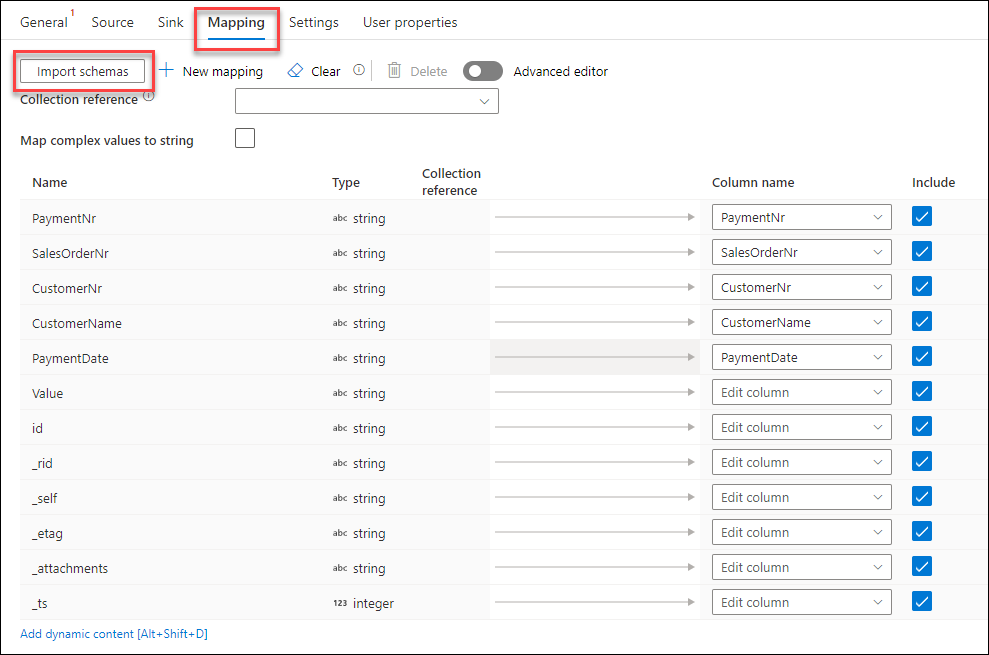 General 1 Source Sink Mapping Settings User properties
Import schemas New mapping Clear Delete Advanced editor
Collection reference
Map complex values to string
Name Type Collection reference Column name Include
PaymentNr abc string PaymentNr
SalesOrderNr abc string SalesOrderNr
CustomerNr abc string CustomerNr
CustomerName abc string CustomerName
PaymentDate abc string PaymentDate
Value abc string Edit column
id abc string Edit column
_rid abc string Edit column
_self abc string Edit column
_etag abc string Edit column
_attachments abc string Edit column
_ts 123 integer Edit column
Add dynamic content [Alt+Shift+D]